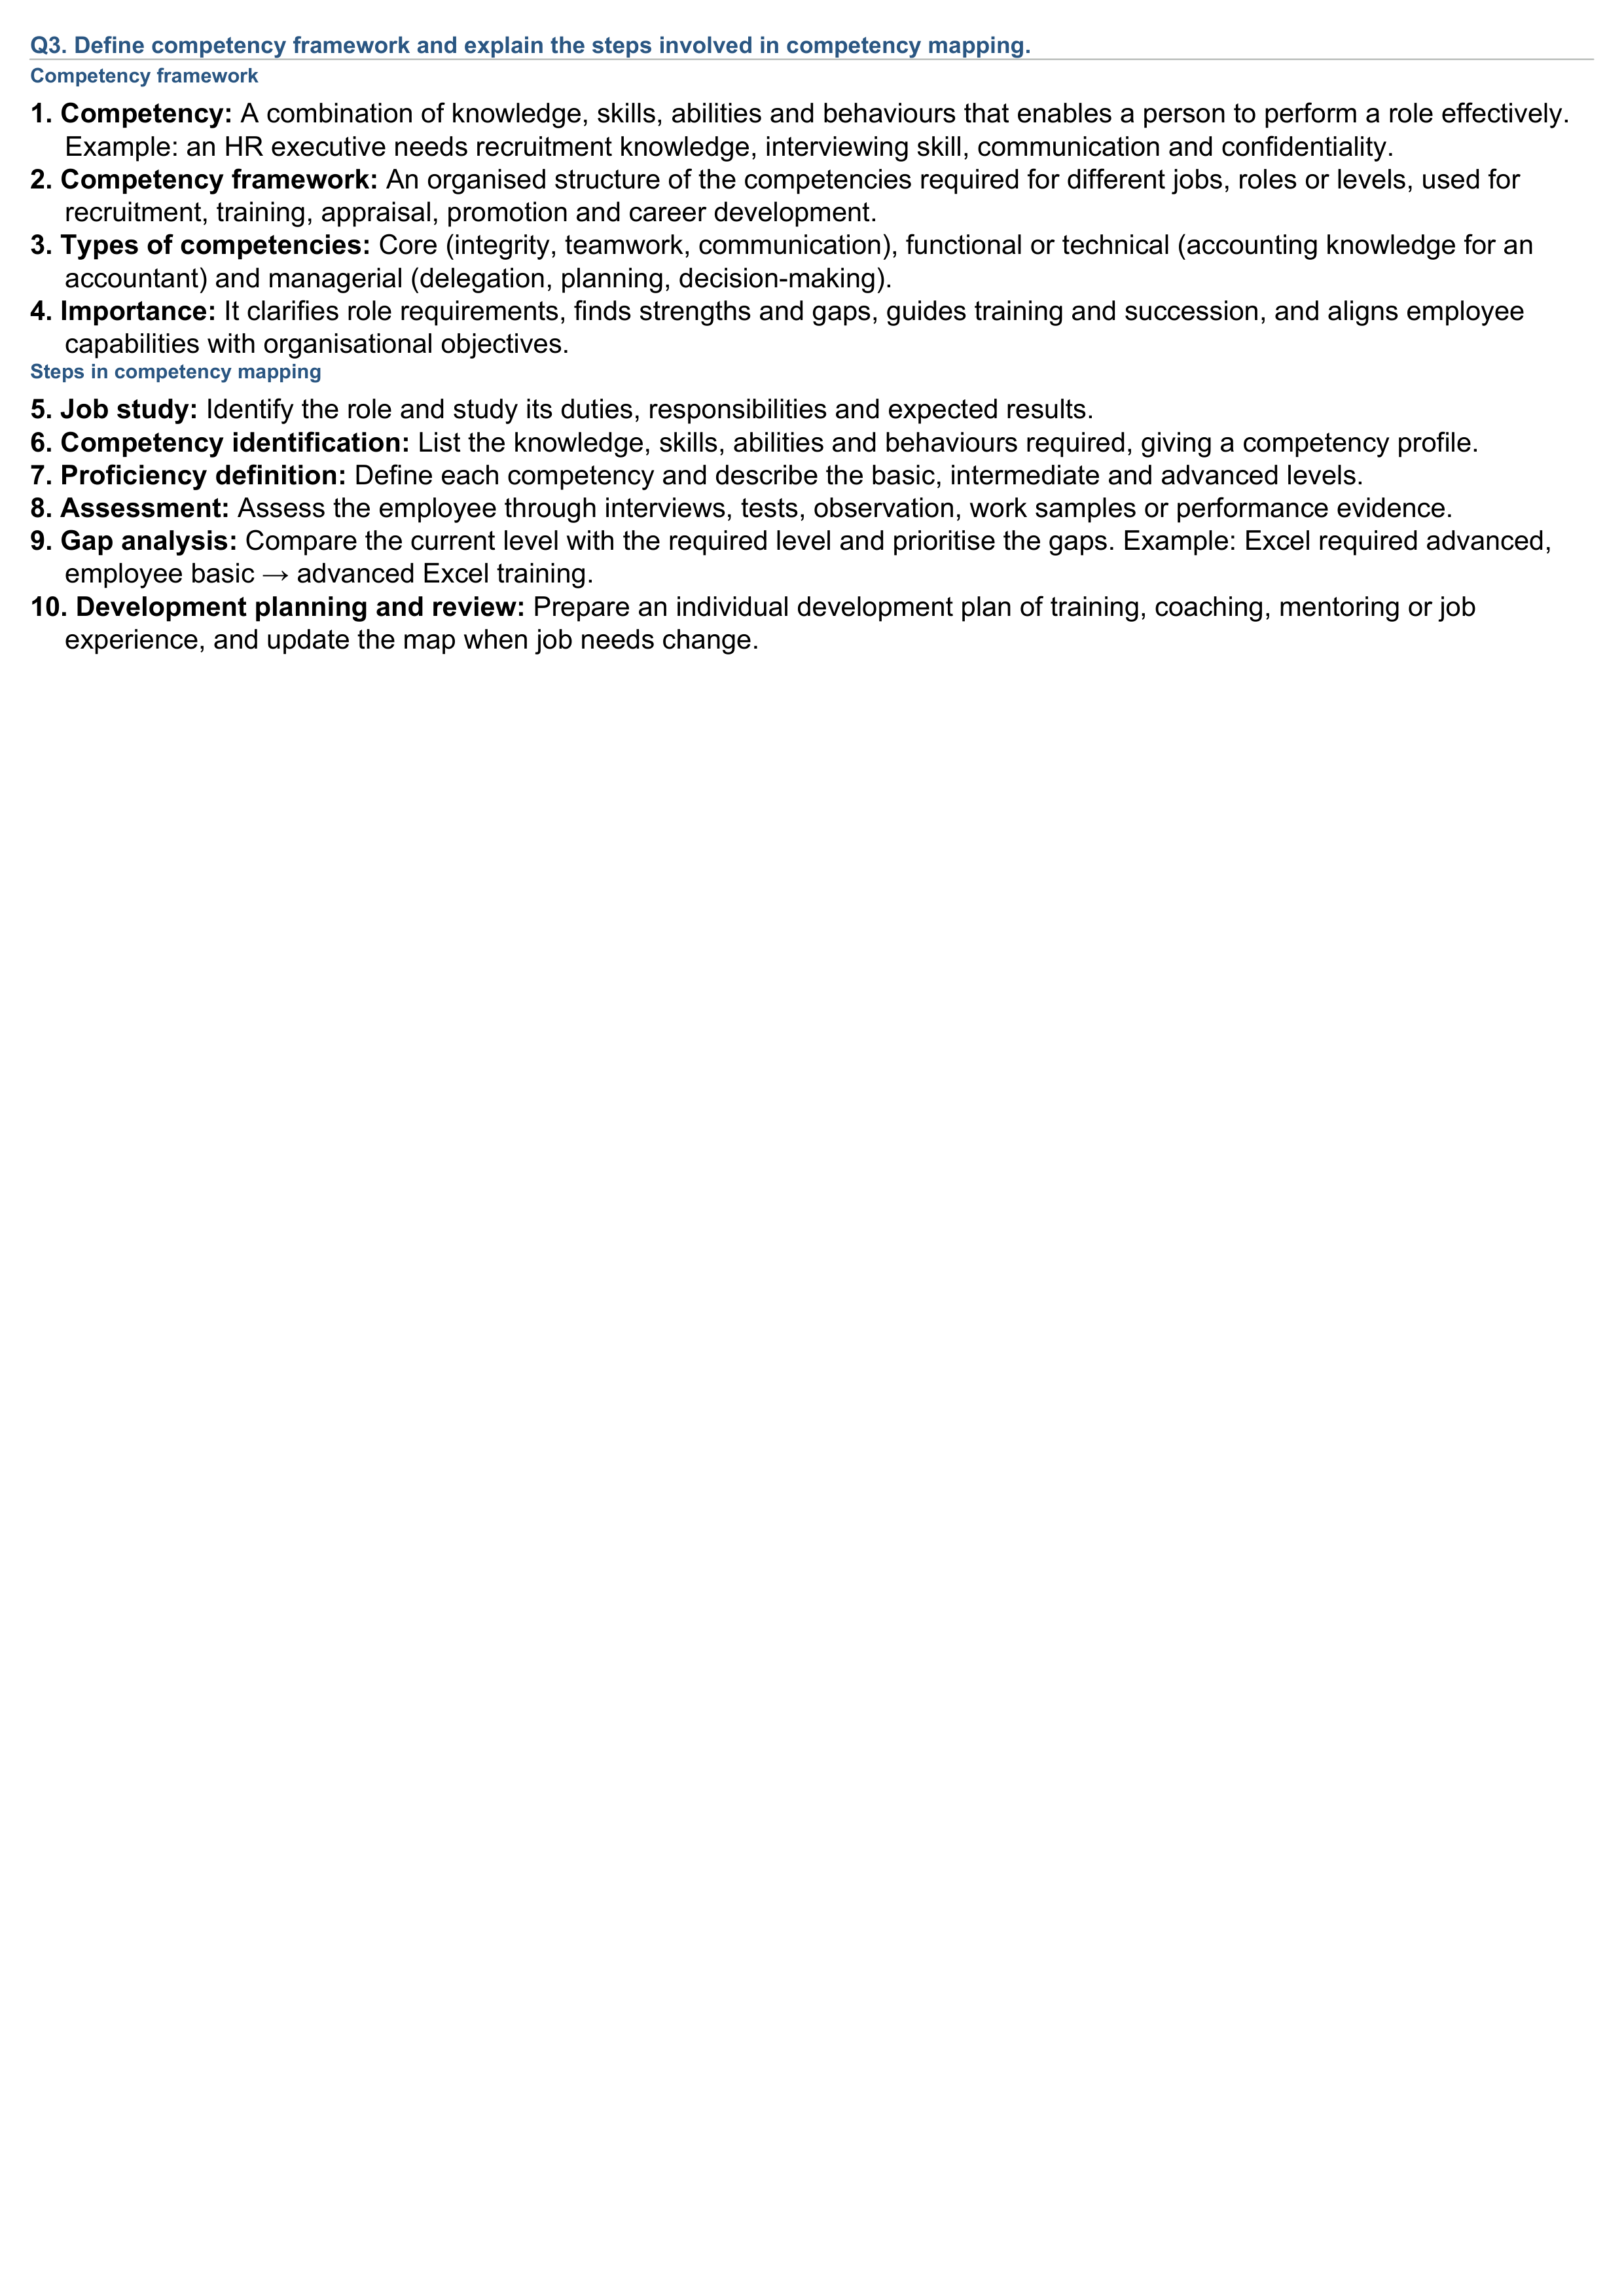 Q3. Define competency framework and explain the steps involved in competency mapping.
Competency framework
1. Competency: A combination of knowledge, skills, abilities and behaviours that enables a person to perform a role effectively.
Example: an HR executive needs recruitment knowledge, interviewing skill, communication and confidentiality.
2. Competency framework: An organised structure of the competencies required for different jobs, roles or levels, used for
recruitment, training, appraisal, promotion and career development.
3. Types of competencies: Core (integrity, teamwork, communication), functional or technical (accounting knowledge for an
accountant) and managerial (delegation, planning, decision-making).
4. Importance: It clarifies role requirements, finds strengths and gaps, guides training and succession, and aligns employee
capabilities with organisational objectives.
Steps in competency mapping
5. Job study: Identify the role and study its duties, responsibilities and expected results.
6. Competency identification: List the knowledge, skills, abilities and behaviours required, giving a competency profile.
7. Proficiency definition: Define each competency and describe the basic, intermediate and advanced levels.
8. Assessment: Assess the employee through interviews, tests, observation, work samples or performance evidence.
9. Gap analysis: Compare the current level with the required level and prioritise the gaps. Example: Excel required advanced,
employee basic → advanced Excel training.
10. Development planning and review: Prepare an individual development plan of training, coaching, mentoring or job
experience, and update the map when job needs change.